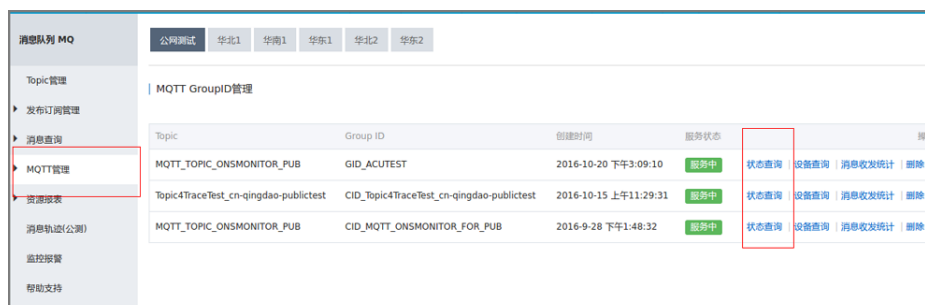 消息队列 MQ
公网测试 华北1 华南1 华东1 华北2 华东2
Topic管理
发布订阅管理
消息查询
MQTT管理
资源报表
消息轨迹(公测)
监控报警
帮助支持
MQTT GroupID管理
Topic Group ID 创建时间 服务状态
MQTT_TOPIC_ONSMONITOR_PUB GID_ACUTEST 2016-10-20 下午3:09:10 服务中 状态查询 设备查询 消息收发统计 删除
Topic4TraceTest_cn-qingdao-publictest CID_Topic4TraceTest_cn-qingdao-publictest 2016-10-15 上午11:29:31 服务中 状态查询 设备查询 消息收发统计 删除
MQTT_TOPIC_ONSMONITOR_PUB CID_MQTT_ONSMONITOR_FOR_PUB 2016-9-28 下午1:48:32 服务中 状态查询 设备查询 消息收发统计 删除